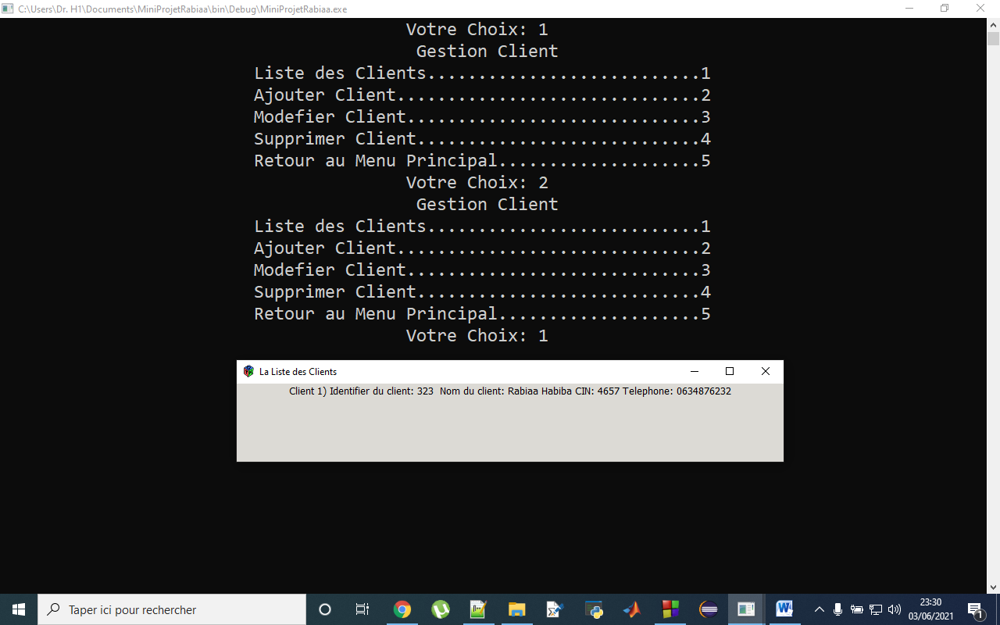 C:\Users\Dr. H1\Documents\MiniProjetRabiaa\bin\Debug\MiniProjetRabiaa.exe
Votre Choix: 1
Gestion Client
Liste des Clients...........................1
Ajouter Client..............................2
Modefier Client.............................3
Supprimer Client............................4
Retour au Menu Principal....................5
Votre Choix: 2
Gestion Client
Liste des Clients...........................1
Ajouter Client..............................2
Modefier Client.............................3
Supprimer Client............................4
Retour au Menu Principal....................5
Votre Choix: 1
La Liste des Clients
Client 1) Identifier du client: 323  Nom du client: Rabiaa Habiba CIN: 4657 Telephone: 0634876232
Taper ici pour rechercher
23:30
03/06/2021
1